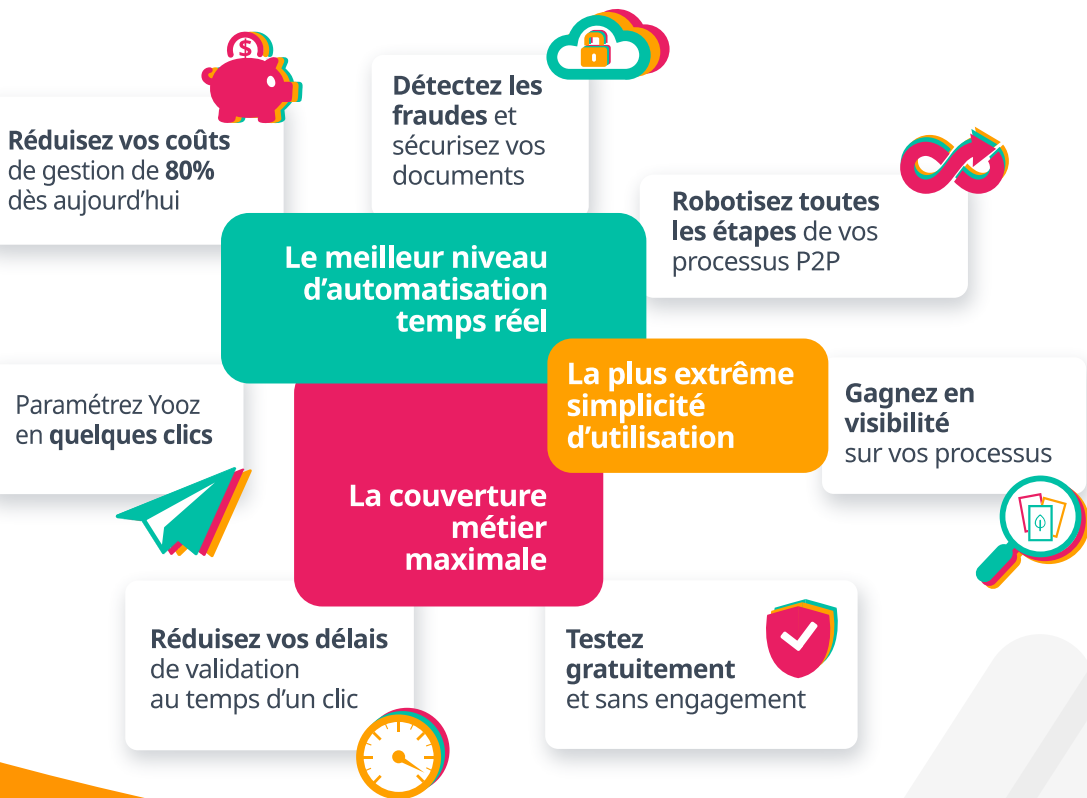 $
Réduisez vos coûts
de gestion de 80%
dès aujourd’hui
Détectez les
fraudes et
sécurisez vos
documents
Robotisez toutes
les étapes de vos
processus P2P
Le meilleur niveau
d’automatisation
temps réel
La plus extrême
simplicité
d’utilisation
Gagnez en
visibilité
sur vos processus
Paramétrez Yooz
en quelques clics
La couverture
métier
maximale
Réduisez vos délais
de validation
au temps d’un clic
Testez
gratuitement
et sans engagement